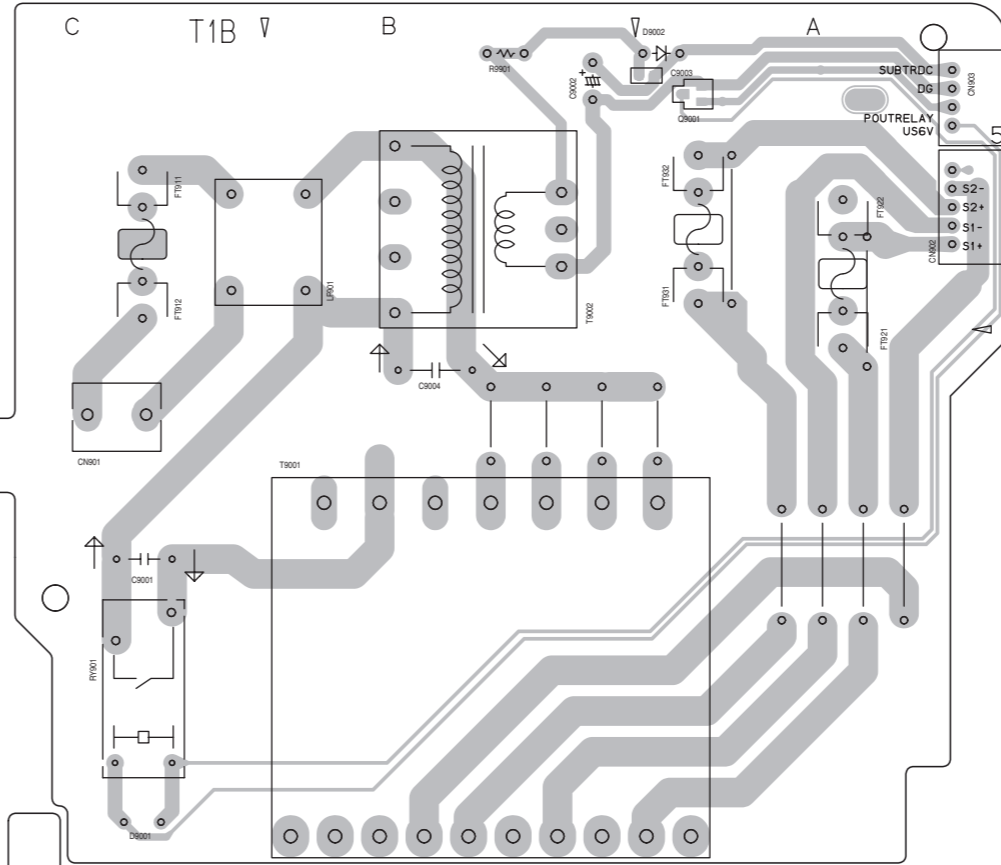 C
T1B
B
A
D9002
R9901
C9002
C9003
Q9001
SUBTRDC
DG
POUTRELAY
US6V
CN903
5
FT911
FT912
LF901
T9002
FT932
FT931
FT922
FT921
S2-
S2+
S1-
S1+
CN902
C9004
CN901
T9001
C9001
RY901
D9001